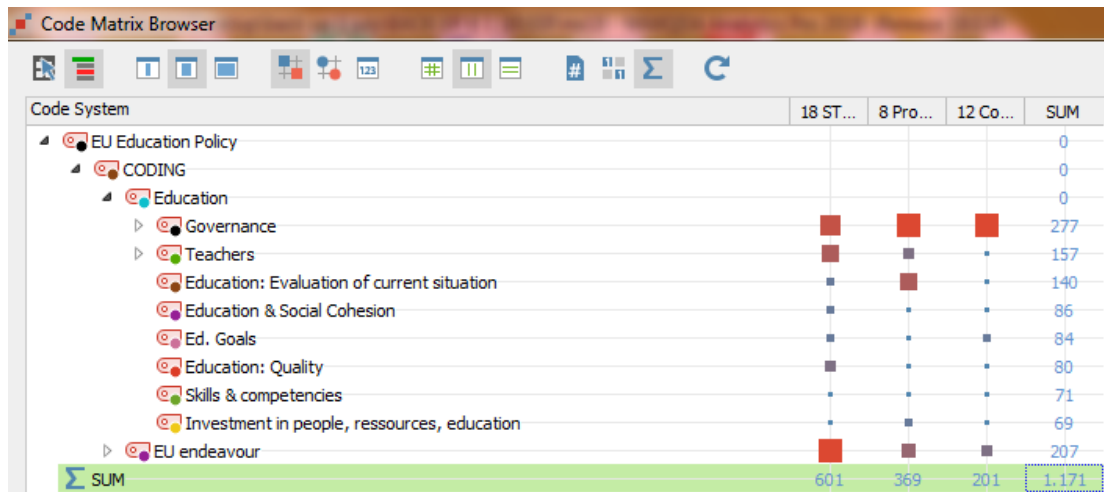 Code Matrix Browser
123
#
Σ
Code System 18 ST... 8 Pro... 12 Co... SUM
EU Education Policy 0
CODING 0
Education 0
Governance 277
Teachers 157
Education: Evaluation of current situation 140
Education & Social Cohesion 86
Ed. Goals 84
Education: Quality 80
Skills & competencies 71
Investment in people, ressources, education 69
EU endeavour 207
Σ SUM 601 369 201 1.171